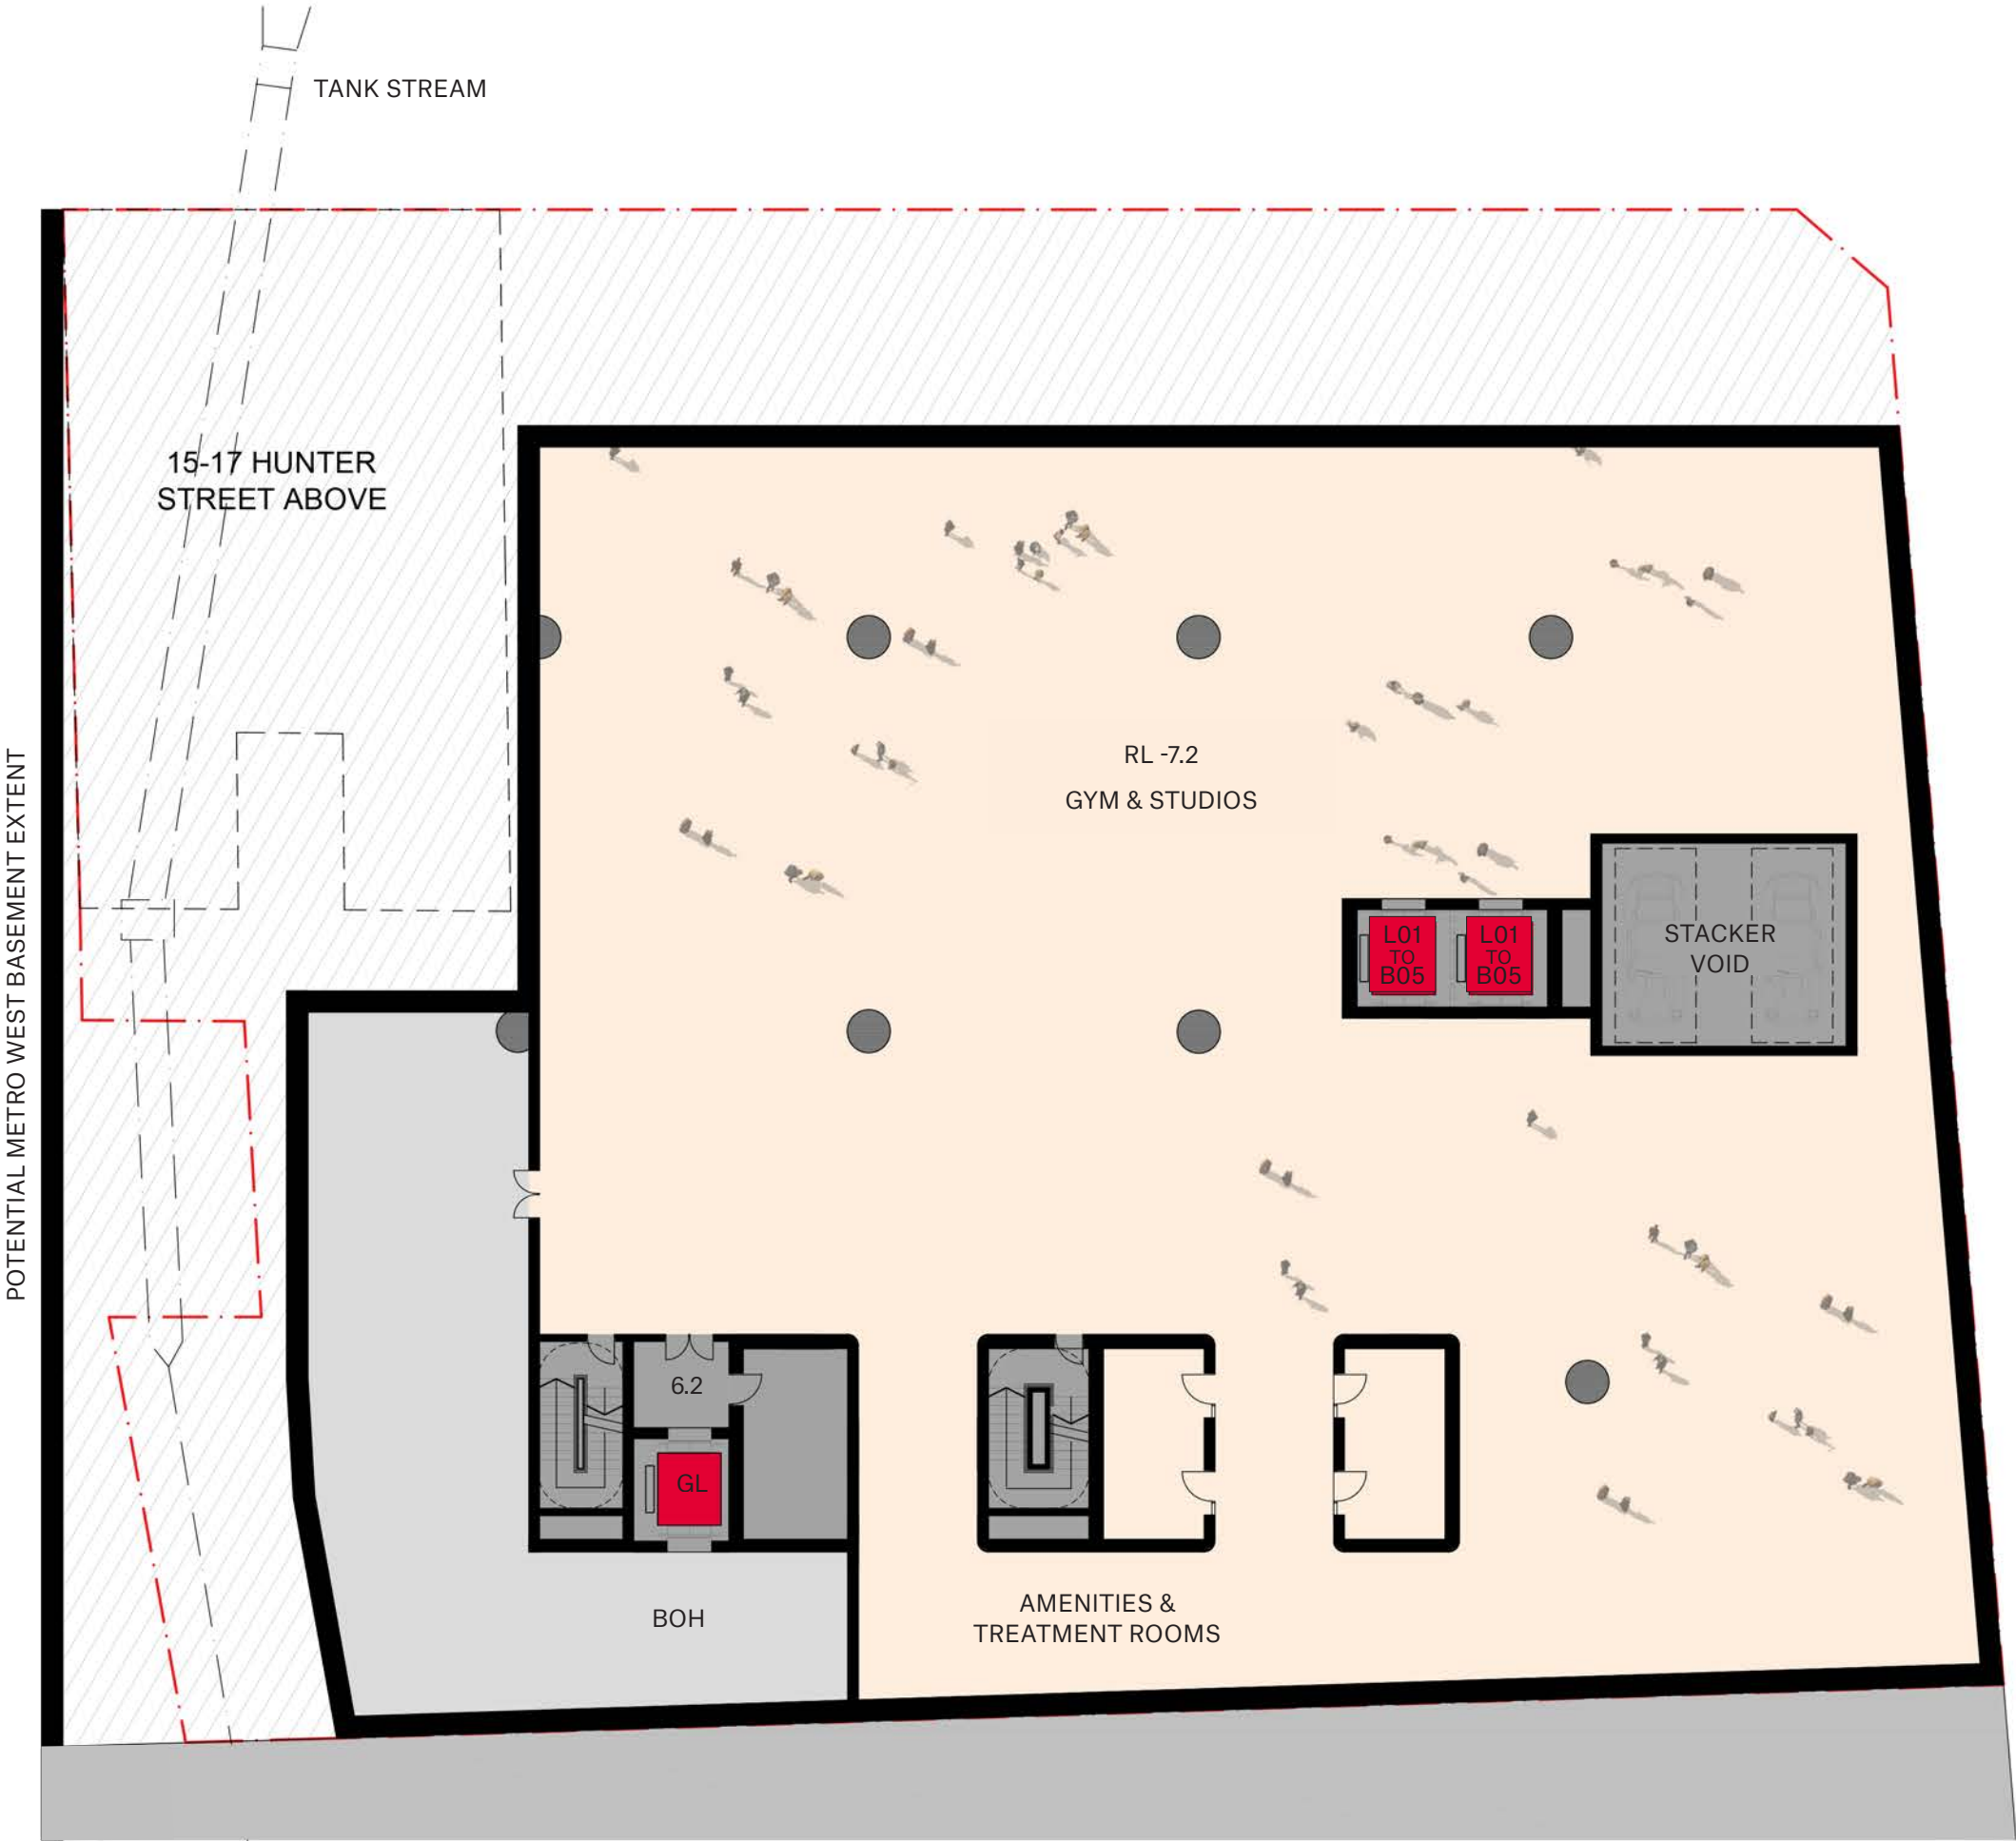 TANK STREAM
15-17 HUNTER
STREET ABOVE
POTENTIAL METRO WEST BASEMENT EXTENT
RL -7.2
GYM & STUDIOS
L01
TO
B05
L01
TO
B05
STACKER
VOID
6.2
GL
BOH
AMENITIES &
TREATMENT ROOMS